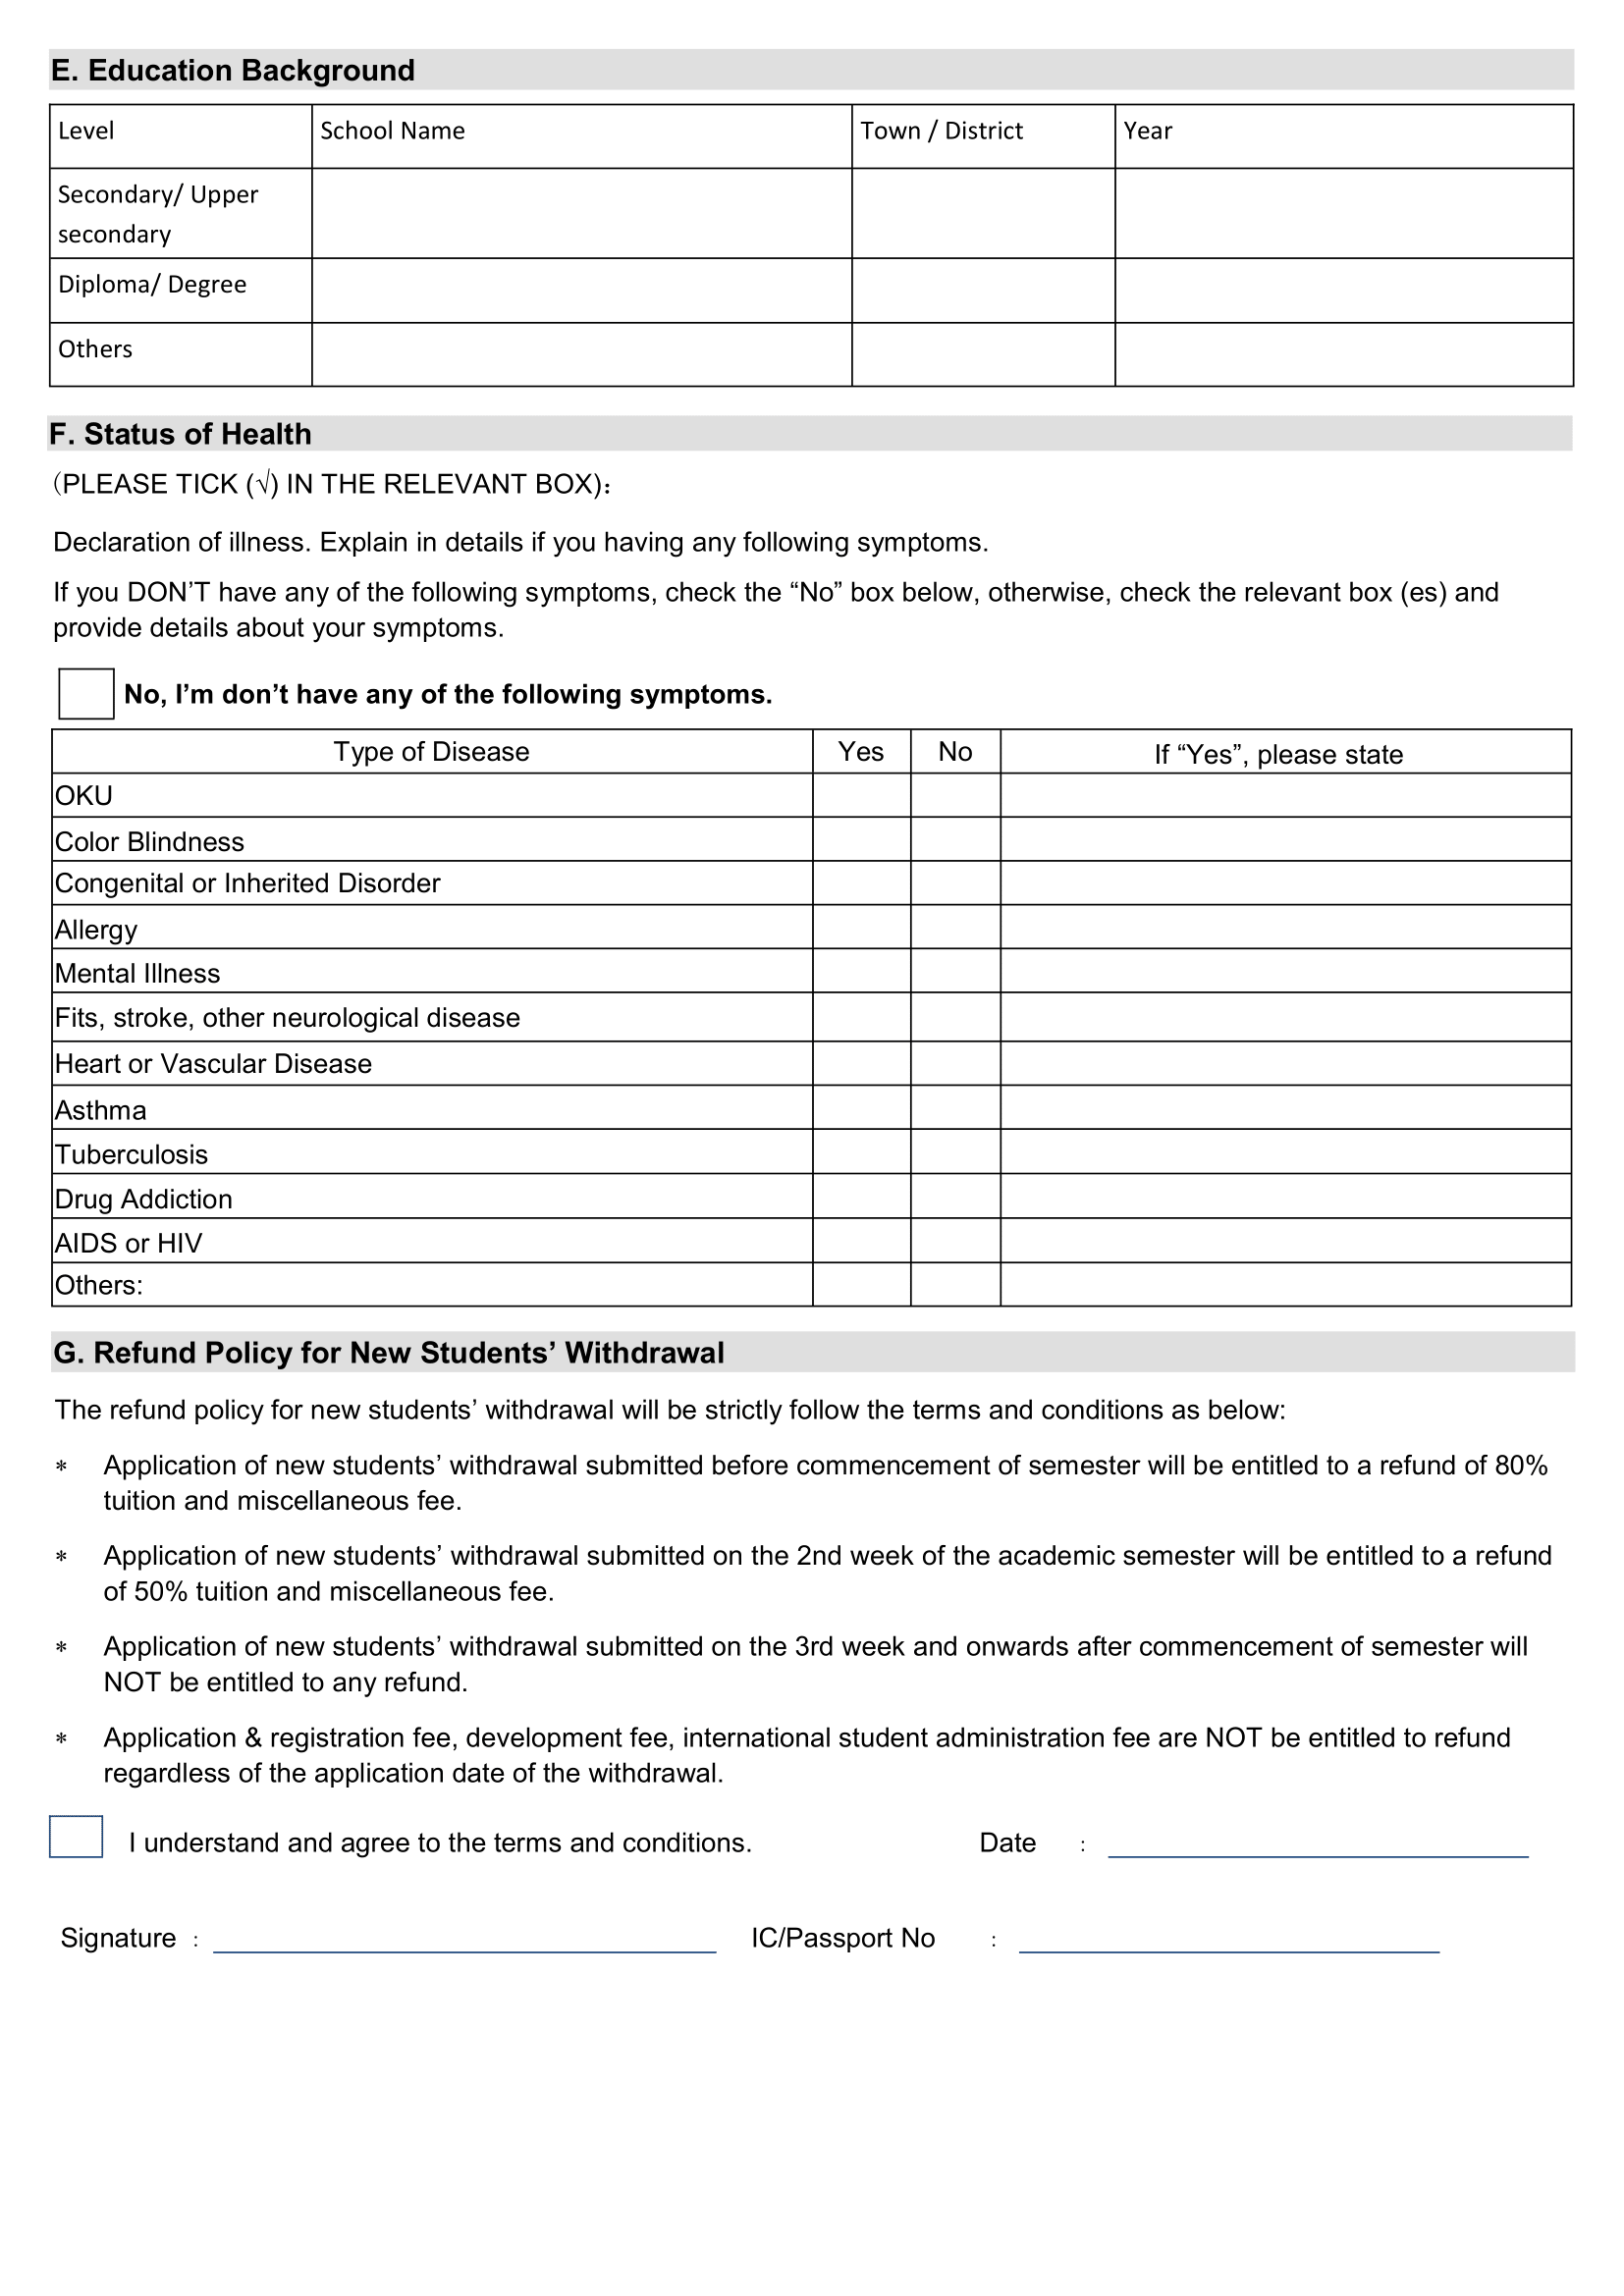 E. Education Background
Level School Name Town / District Year
Secondary/ Upper
secondary
Diploma/ Degree
Others
F. Status of Health
（PLEASE TICK (√) IN THE RELEVANT BOX)：
Declaration of illness. Explain in details if you having any following symptoms.
If you DON’T have any of the following symptoms, check the “No” box below, otherwise, check the relevant box (es) and
provide details about your symptoms.
No, I’m don’t have any of the following symptoms.
Type of Disease Yes No If “Yes”, please state
OKU
Color Blindness
Congenital or Inherited Disorder
Allergy
Mental Illness
Fits, stroke, other neurological disease
Heart or Vascular Disease
Asthma
Tuberculosis
Drug Addiction
AIDS or HIV
Others:
G. Refund Policy for New Students’ Withdrawal
The refund policy for new students’ withdrawal will be strictly follow the terms and conditions as below:
* Application of new students’ withdrawal submitted before commencement of semester will be entitled to a refund of 80%
tuition and miscellaneous fee.
* Application of new students’ withdrawal submitted on the 2nd week of the academic semester will be entitled to a refund
of 50% tuition and miscellaneous fee.
* Application of new students’ withdrawal submitted on the 3rd week and onwards after commencement of semester will
NOT be entitled to any refund.
* Application & registration fee, development fee, international student administration fee are NOT be entitled to refund
regardless of the application date of the withdrawal.
I understand and agree to the terms and conditions. Date :
Signature : IC/Passport No :